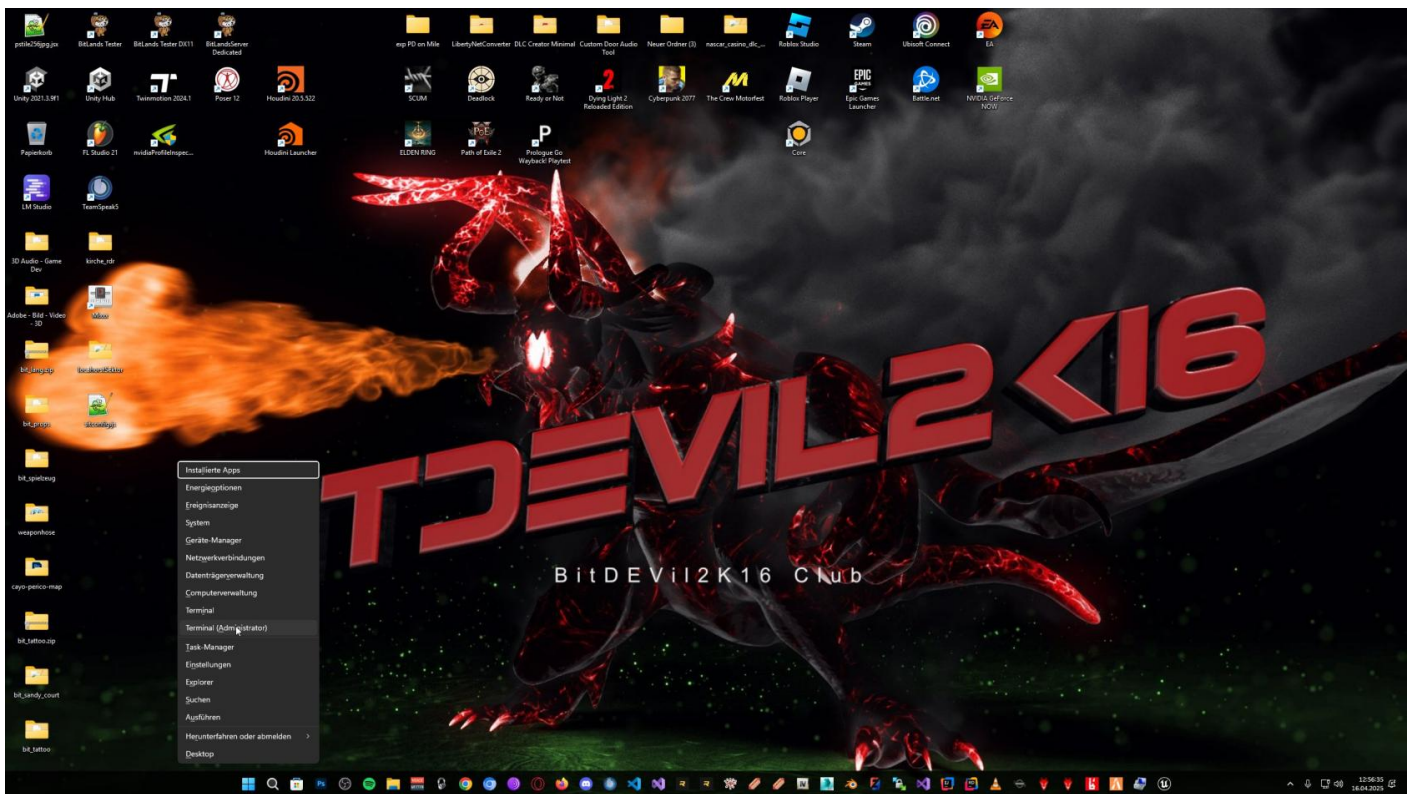 pstile256jpg.jsx
BitLands Tester
BitLands Tester DX11
BitLandsServer
Dedicated
exp PD on Mile
LibertyNetConverter
DLC Creator Minimal
Custom Door Audio
Tool
Neuer Ordner (3)
nascar_casino_dlc_...
Roblox Studio
Steam
Ubisoft Connect
EA
Unity 2021.3.9f1
Unity Hub
Twinmotion 2024.1
Poser 12
Houdini 20.5.522
SCUM
Deadlock
Ready or Not
Dying Light 2
Reloaded Edition
Cyberpunk 2077
The Crew Motorfest
Roblox Player
Epic Games
Launcher
Battle.net
NVIDIA GeForce
NOW
Papierkorb
FL Studio 21
nvidiaProfileInspec...
Houdini Launcher
ELDEN RING
Path of Exile 2
Prologue Go
Wayback! Playtest
Core
LM Studio
TeamSpeak5
3D Audio - Game
Dev
kirche_rdr
Adobe - Bild - Video
- 3D
Mixxx
bit_lang.zip
localhostSektor
bit_props
bit_spielzeug
weaponhose
cayo-perico-map
bit_tattoo.zip
bit_sandy_court
bit_tattoo
Installierte Apps
Energieoptionen
Ereignisanzeige
System
Geräte-Manager
Netzwerkverbindungen
Datenträgerverwaltung
Computerverwaltung
Terminal
Terminal (Administrator)
Task-Manager
Einstellungen
Explorer
Suchen
Ausführen
Herunterfahren oder abmelden
Desktop
TDEVIL2K16
BitDEVil2K16 Club
12:56:35
16.04.2025